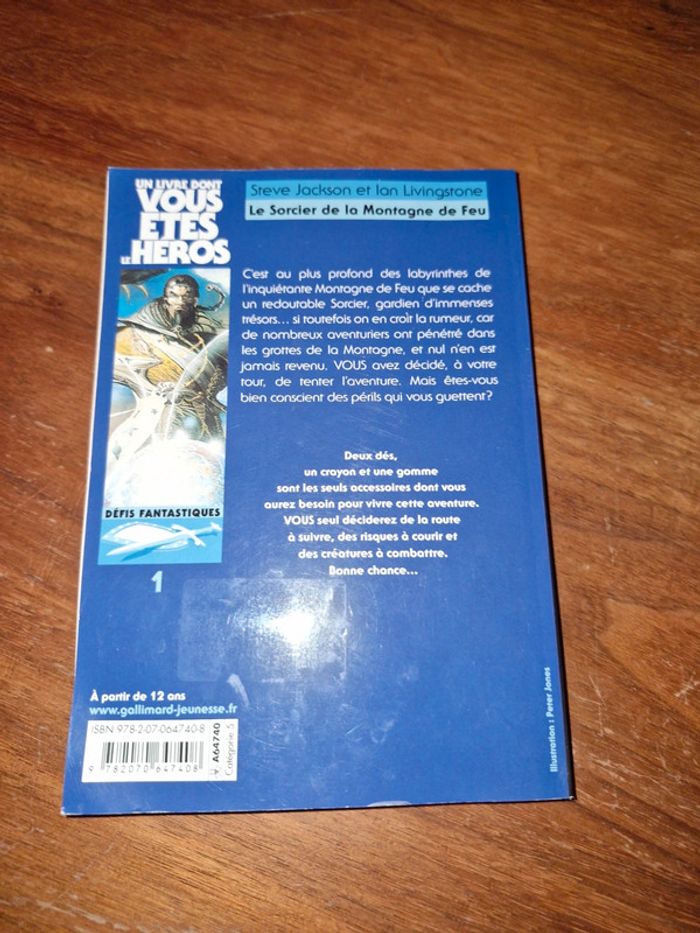 UN LIVRE DONT
VOUS
ETES
LE HEROS
Steve Jackson et Ian Livingstone
Le Sorcier de la Montagne de Feu
C'est au plus profond des labyrinthes de
l'inquiétante Montagne de Feu que se cache
un redoutable Sorcier, gardien d'immenses
trésors... si toutefois on en croit la rumeur, car
de nombreux aventuriers ont pénétré dans
les grottes de la Montagne, et nul n'en est
jamais revenu. VOUS avez décidé, à votre
tour, de tenter l'aventure. Mais êtes-vous
bien conscient des périls qui vous guettent?
Deux dés,
un crayon et une gomme
sont les seuls accessoires dont vous
aurez besoin pour vivre cette aventure.
VOUS seul déciderez de la route
à suivre, des risques à courir et
des créatures à combattre.
Bonne chance...
DÉFIS FANTASTIQUES
1
À partir de 12 ans
www.gallimard-jeunesse.fr
ISBN 978-2-07-064740-8
9 782070 647408
A64740
Catégorie 5
Illustration : Peter Jones